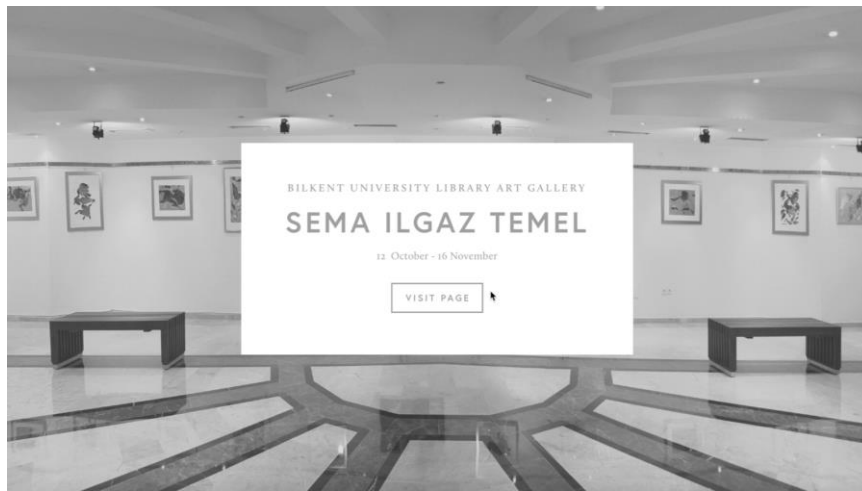 BILKENT UNIVERSITY LIBRARY ART GALLERY
SEMA ILGAZ TEMEL
12 October - 16 November
VISIT PAGE